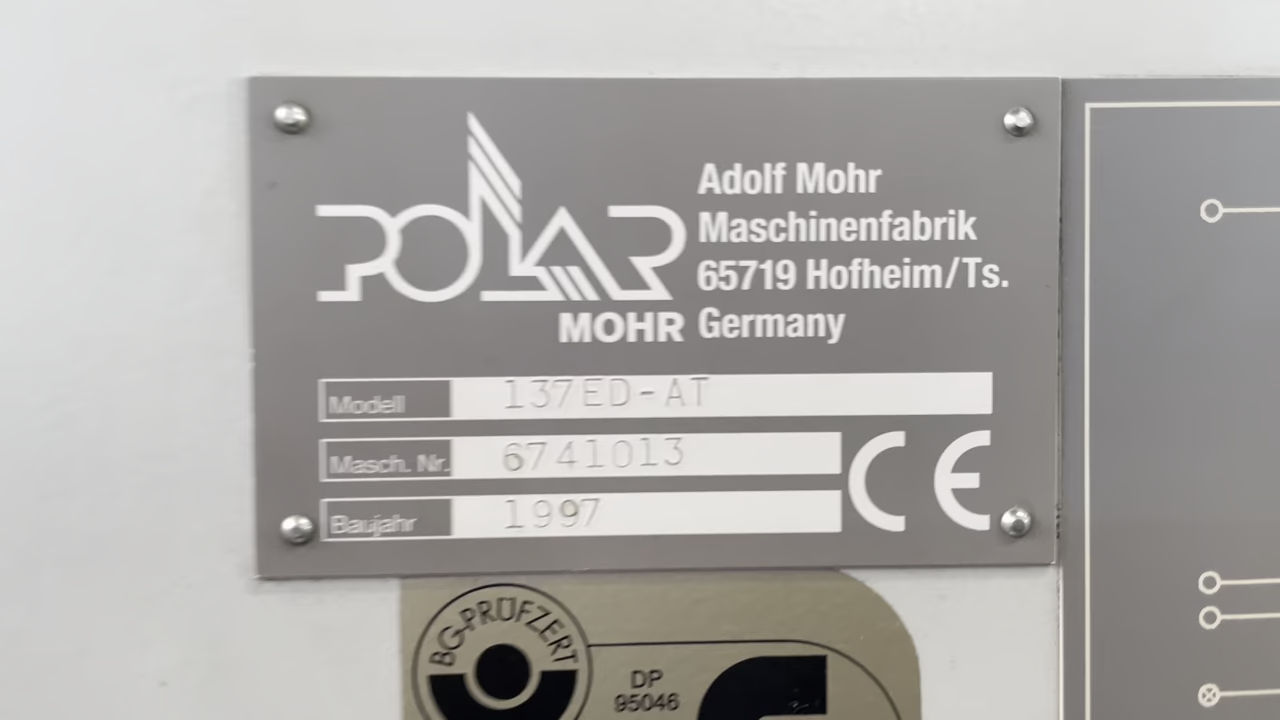 POLAR
MOHR
Adolf Mohr
Maschinenfabrik
65719 Hofheim/Ts.
Germany
Modell 137ED-AT
Masch. Nr. 6741013
Baujahr 1997
CE
BG-PRÜFZERT
DP
95046